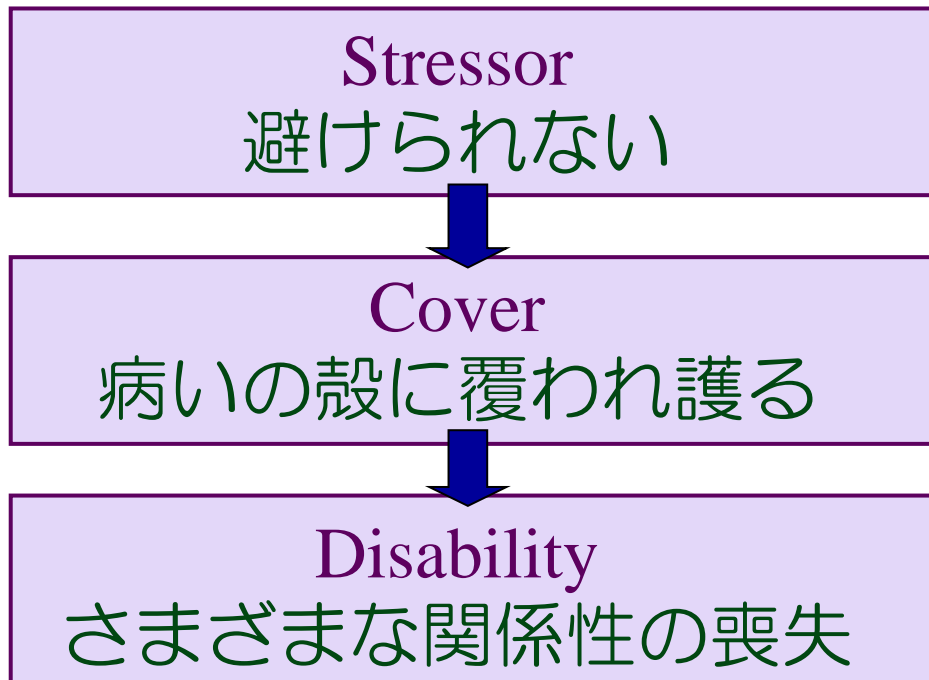 Stressor
避けられない
Cover
病いの殻に覆われ護る
Disability
さまざまな関係性の喪失